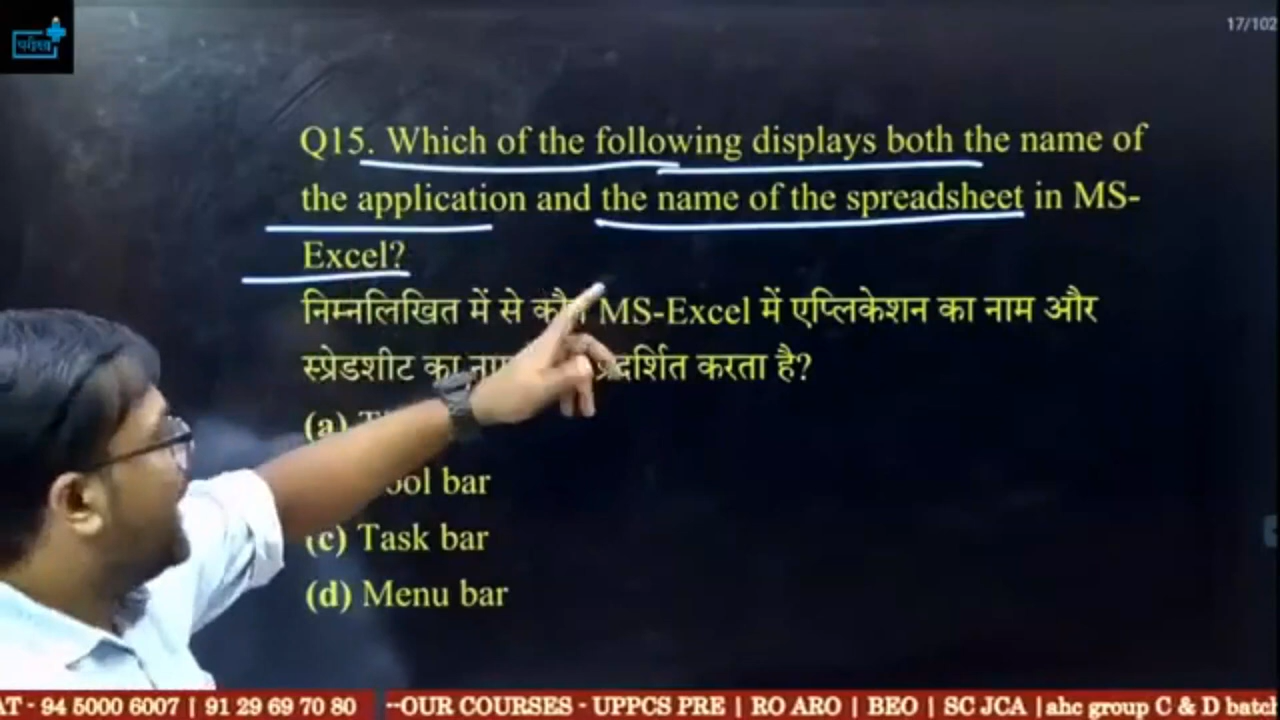 परीक्षा
17/102
Q15. Which of the following displays both the name of
the application and the name of the spreadsheet in MS-
Excel?
निम्नलिखित में से कौन MS-Excel में एप्लिकेशन का नाम और
स्प्रेडशीट का प्रदर्शित करता है?
(a)
bar
(c) Task bar
(d) Menu bar
- 94 5000 6007 | 91 29 69 70 80 --OUR COURSES - UPPCS PRE | RO ARO | BEO | SC JCA | ahc group C & D batch